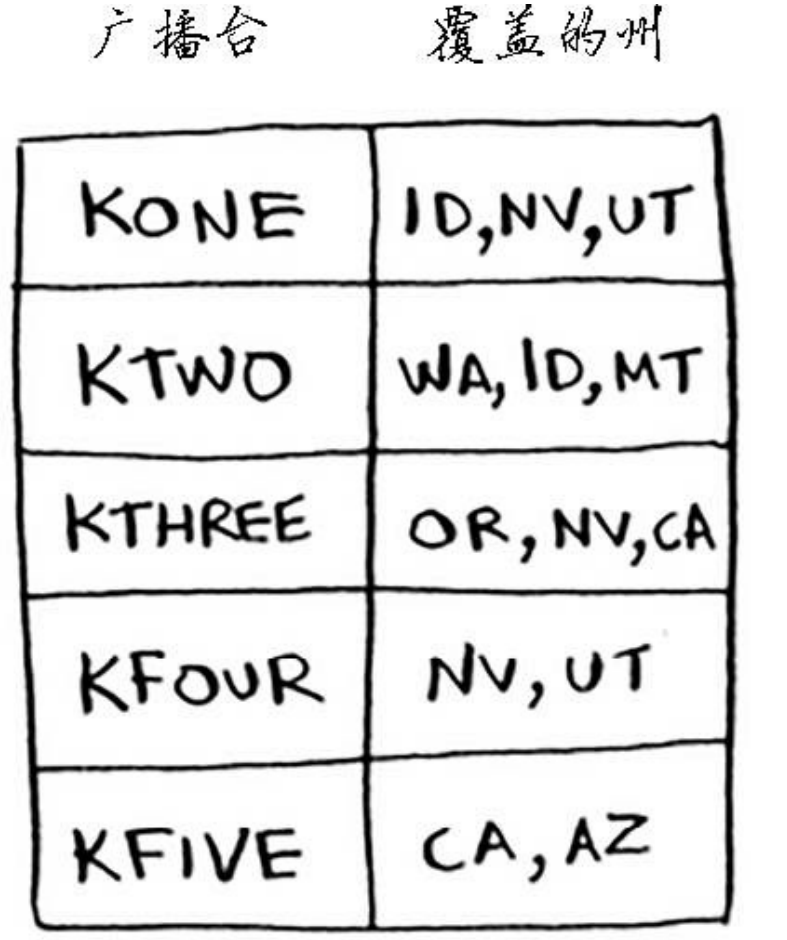 广播台 覆盖的州
KONE ID,NV,UT
KTWO WA,ID,MT
KTHREE OR,NV,CA
KFOUR NV,UT
KFIVE CA,AZ